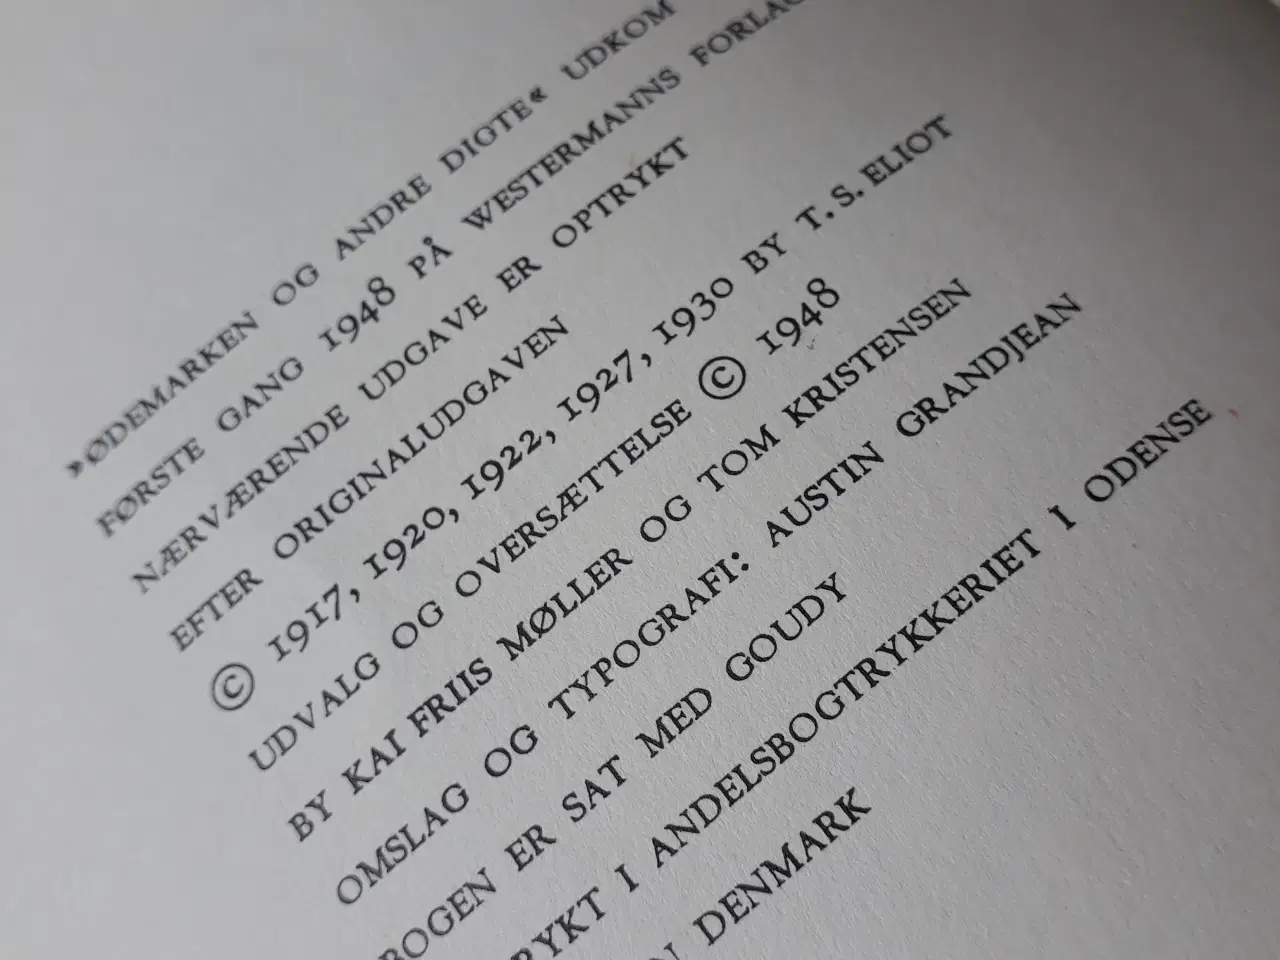 »ØDEMARKEN OG ANDRE DIGTE« UDKOM
FØRSTE GANG 1948 PÅ WESTERMANNS FORLAG
NÆRVÆRENDE UDGAVE ER OPTRYKT
EFTER ORIGINALUDGAVEN
© 1917, 1920, 1922, 1927, 1930 BY T. S. ELIOT
UDVALG OG OVERSÆTTELSE © 1948
BY KAI FRIIS MØLLER OG TOM KRISTENSEN
OMSLAG OG TYPOGRAFI: AUSTIN GRANDJEAN
BOGEN ER SAT MED GOUDY
RYKT I ANDELSBOGTRYKKERIET I ODENSE
N DENMARK